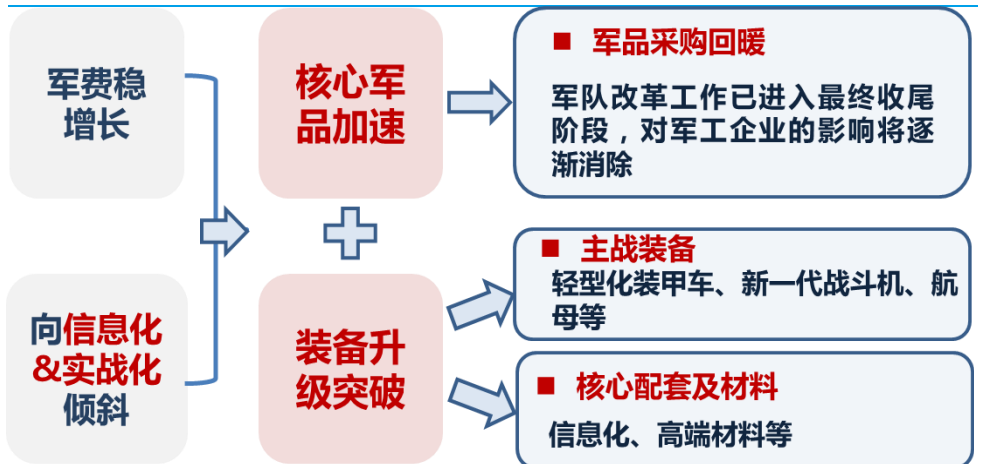 军费稳
增长
向信息化
&实战化
倾斜
核心军
品加速
装备升
级突破
■ 军品采购回暖
军队改革工作已进入最终收尾
阶段，对军工企业的影响将逐
渐消除
■ 主战装备
轻型化装甲车、新一代战斗机、航
母等
■ 核心配套及材料
信息化、高端材料等